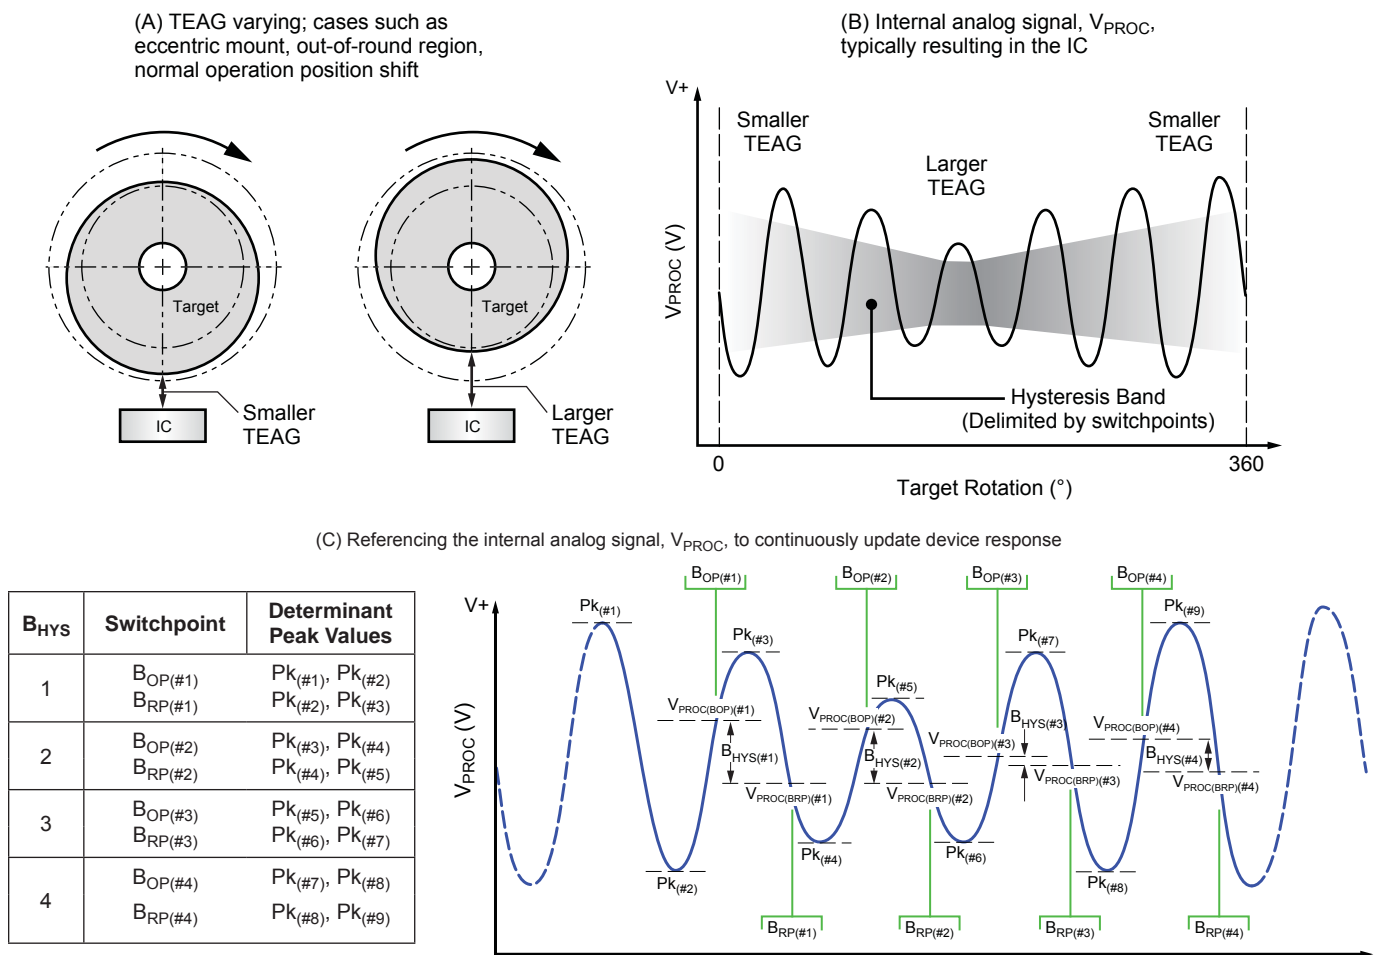 (A) TEAG varying; cases such as
eccentric mount, out-of-round region,
normal operation position shift
Target
IC
Smaller
TEAG
Target
IC
Larger
TEAG
(B) Internal analog signal, VPROC,
typically resulting in the IC
V+
VPROC (V)
Smaller
TEAG
Larger
TEAG
Smaller
TEAG
Hysteresis Band
(Delimited by switchpoints)
0
360
Target Rotation (°)
(C) Referencing the internal analog signal, VPROC, to continuously update device response
BHYS Switchpoint Determinant
Peak Values
1
BOP(#1) Pk(#1), Pk(#2)
BRP(#1) Pk(#2), Pk(#3)
2
BOP(#2) Pk(#3), Pk(#4)
BRP(#2) Pk(#4), Pk(#5)
3
BOP(#3) Pk(#5), Pk(#6)
BRP(#3) Pk(#6), Pk(#7)
4
BOP(#4) Pk(#7), Pk(#8)
BRP(#4) Pk(#8), Pk(#9)
V+
VPROC (V)
BOP(#1)
BOP(#2)
BOP(#3)
BOP(#4)
Pk(#1)
Pk(#3)
Pk(#5)
Pk(#7)
Pk(#9)
VPROC(BOP)(#1)
VPROC(BOP)(#2)
VPROC(BOP)(#3)
VPROC(BOP)(#4)
BHYS(#1)
BHYS(#2)
BHYS(#3)
BHYS(#4)
VPROC(BRP)(#1)
VPROC(BRP)(#2)
VPROC(BRP)(#3)
VPROC(BRP)(#4)
Pk(#2)
Pk(#4)
Pk(#6)
Pk(#8)
BRP(#1)
BRP(#2)
BRP(#3)
BRP(#4)